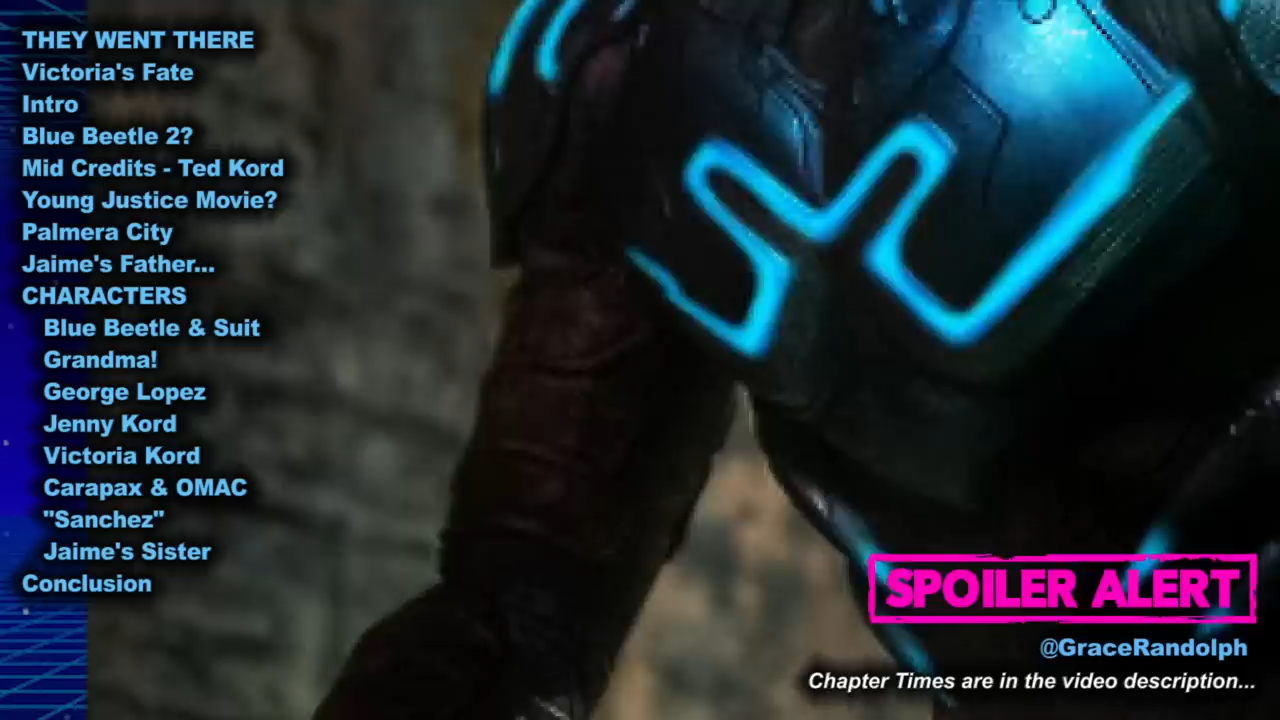 THEY WENT THERE
Victoria's Fate
Intro
Blue Beetle 2?
Mid Credits - Ted Kord
Young Justice Movie?
Palmera City
Jaime's Father...
CHARACTERS
Blue Beetle & Suit
Grandma!
George Lopez
Jenny Kord
Victoria Kord
Carapax & OMAC
"Sanchez"
Jaime's Sister
Conclusion
SPOILER ALERT
@GraceRandolph
Chapter Times are in the video description...